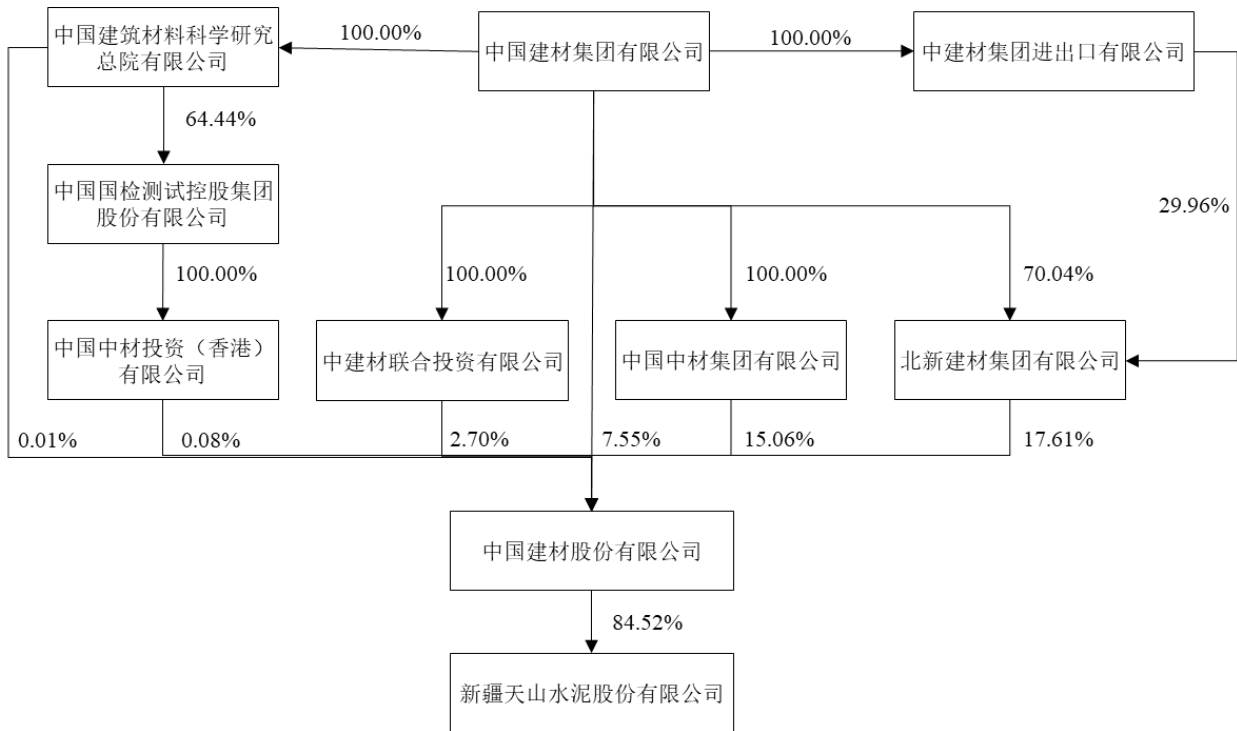 中国建筑材料科学研究
总院有限公司
100.00%
中国建材集团有限公司
100.00%
中建材集团进出口有限公司
64.44%
中国国检测试控股集团
股份有限公司
29.96%
100.00%
100.00%
100.00%
70.04%
中国中材投资（香港）
有限公司
中建材联合投资有限公司
中国中材集团有限公司
北新建材集团有限公司
0.01%
0.08%
2.70%
7.55%
15.06%
17.61%
中国建材股份有限公司
84.52%
新疆天山水泥股份有限公司